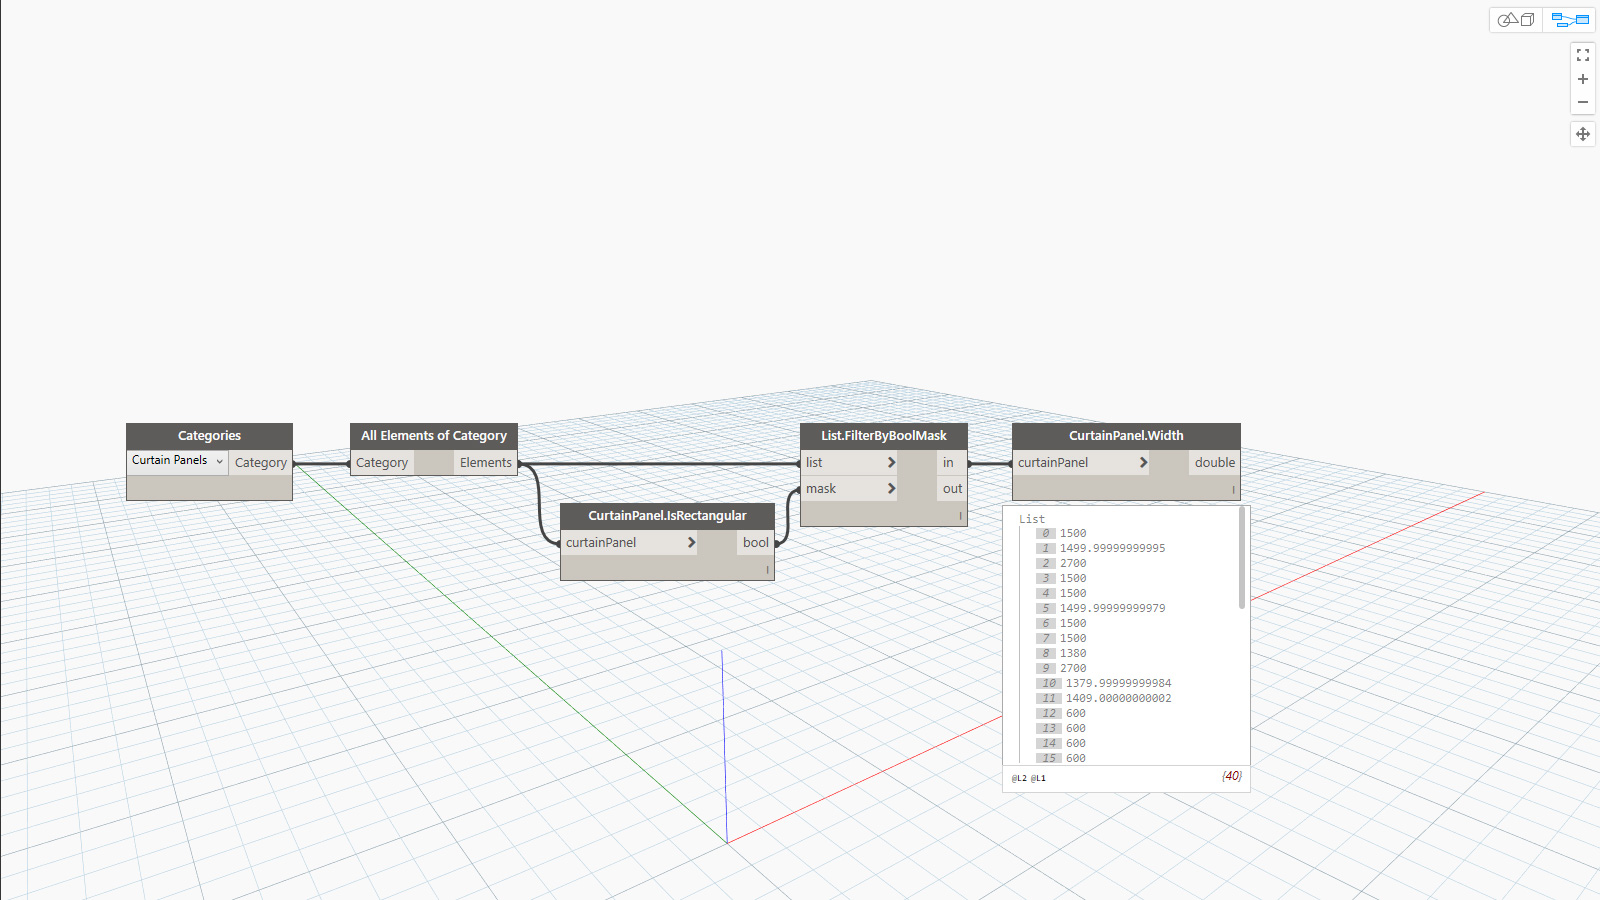 Categories
Curtain Panels
Category
All Elements of Category
Category
Elements
CurtainPanel.IsRectangular
curtainPanel
bool
List.FilterByBoolMask
list
in
mask
out
CurtainPanel.Width
curtainPanel
double
List
0 1500
1 1499.99999999995
2 2700
3 1500
4 1500
5 1499.99999999979
6 1500
7 1500
8 1380
9 2700
10 1379.99999999984
11 1409.00000000002
12 600
13 600
14 600
15 600
@L2 @L1
{40}